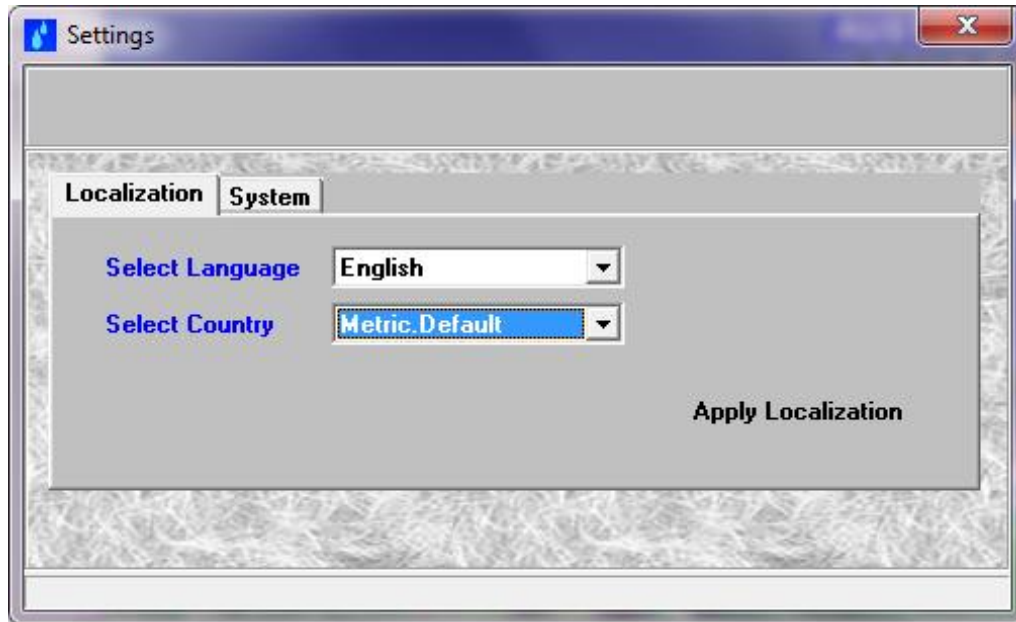 Settings
Localization
System
Select Language
English
Select Country
Metric.Default
Apply Localization